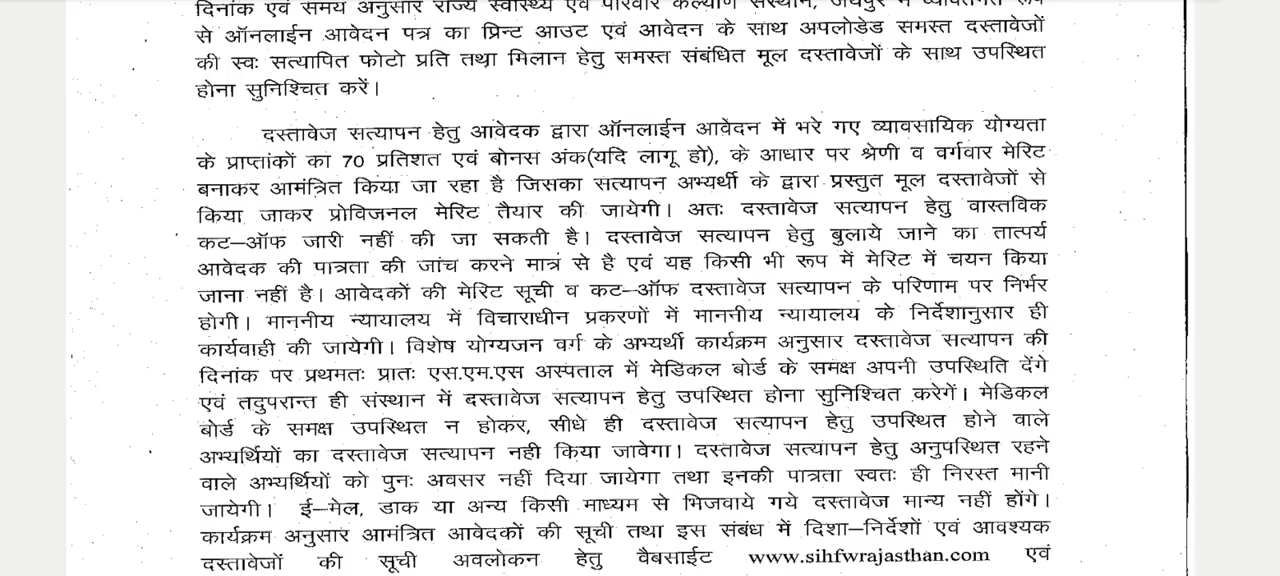 दिनांक एवं समय अनुसार राज्य स्वास्थ्य एवं परिवार कल्याण संस्थान, जयपुर में व्यक्तिगत रूप
से ऑनलाईन आवेदन पत्र का प्रिन्ट आउट एवं आवेदन के साथ अपलोडेड समस्त दस्तावेजों
की स्वः सत्यापित फोटो प्रति तथा मिलान हेतु समस्त संबंधित मूल दस्तावेजों के साथ उपस्थित
होना सुनिश्चित करें।
दस्तावेज सत्यापन हेतु आवेदक द्वारा ऑनलाईन आवेदन में भरे गए व्यावसायिक योग्यता
के प्राप्तांकों का 70 प्रतिशत एवं बोनस अंक(यदि लागू हो), के आधार पर श्रेणी व वर्गवार मेरिट
बनाकर आमंत्रित किया जा रहा है जिसका सत्यापन अभ्यर्थी के द्वारा प्रस्तुत मूल दस्तावेजों से
किया जाकर प्रोविजनल मेरिट तैयार की जायेगी। अतः दस्तावेज सत्यापन हेतु वास्तविक
कट–ऑफ जारी नहीं की जा सकती है। दस्तावेज सत्यापन हेतु बुलाये जाने का तात्पर्य
आवेदक की पात्रता की जांच करने मात्र से है एवं यह किसी भी रूप में मेरिट में चयन किया
जाना नहीं है। आवेदकों की मेरिट सूची व कट–ऑफ दस्तावेज सत्यापन के परिणाम पर निर्भर
होगी। माननीय न्यायालय में विचाराधीन प्रकरणों में माननीय न्यायालय के निर्देशानुसार ही
कार्यवाही की जायेगी। विशेष योग्यजन वर्ग के अभ्यर्थी कार्यक्रम अनुसार दस्तावेज सत्यापन की
दिनांक पर प्रथमतः प्रातः एस.एम.एस अस्पताल में मेडिकल बोर्ड के समक्ष अपनी उपस्थिति देंगे
एवं तदुपरान्त ही संस्थान में दस्तावेज सत्यापन हेतु उपस्थित होना सुनिश्चित करेगें। मेडिकल
बोर्ड के समक्ष उपस्थित न होकर, सीधे ही दस्तावेज सत्यापन हेतु उपस्थित होने वाले
अभ्यर्थियों का दस्तावेज सत्यापन नही किया जावेगा। दस्तावेज सत्यापन हेतु अनुपस्थित रहने
वाले अभ्यर्थियों को पुनः अवसर नहीं दिया जायेगा तथा इनकी पात्रता स्वतः ही निरस्त मानी
जायेगी। ई–मेल, डाक या अन्य किसी माध्यम से भिजवाये गये दस्तावेज मान्य नहीं होंगे।
कार्यक्रम अनुसार आमंत्रित आवेदकों की सूची तथा इस संबंध में दिशा–निर्देशों एवं आवश्यक
दस्तावेजों की सूची अवलोकन हेतु वैबसाईट www.sihfwrajasthan.com एवं